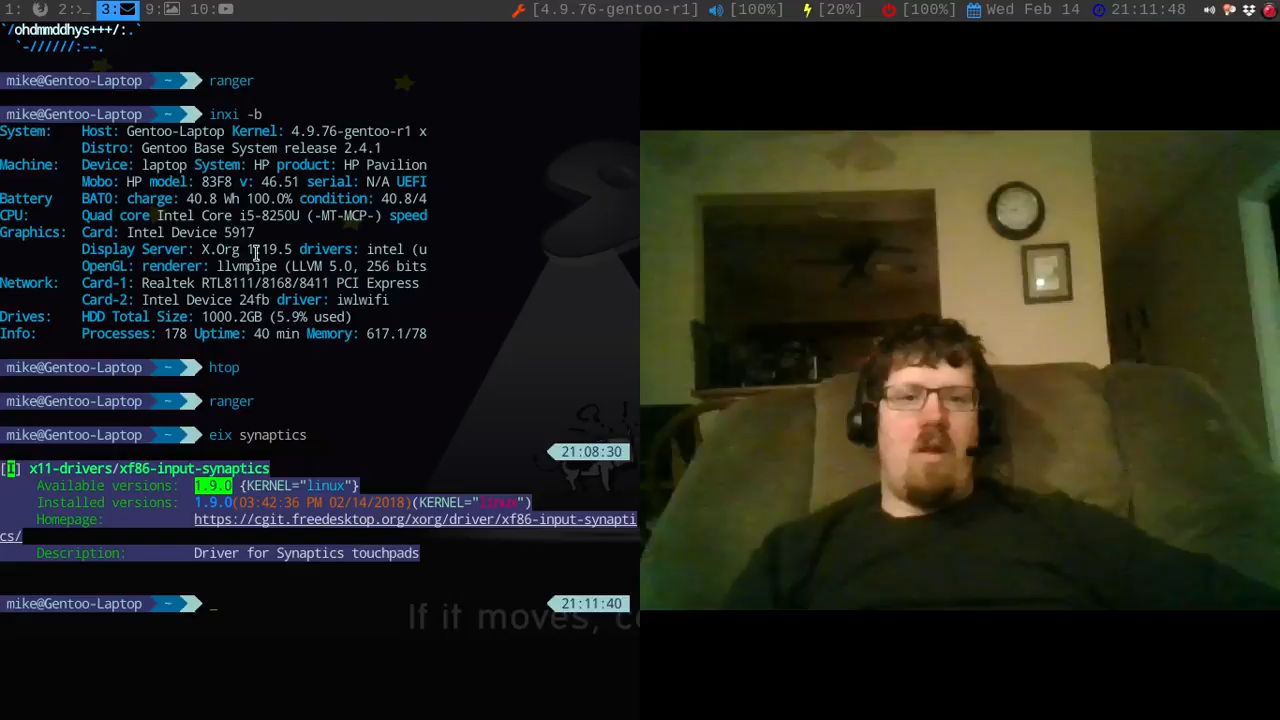 1: 2: 3: 9: 10: [4.9.76-gentoo-r1] [100%] [20%] [100%] Wed Feb 14 21:11:48
`/ohdmmddhys+++/:.`
`-//////:--.
mike@Gentoo-Laptop ~ ranger
mike@Gentoo-Laptop ~ inxi -b
System: Host: Gentoo-Laptop Kernel: 4.9.76-gentoo-r1 x
Distro: Gentoo Base System release 2.4.1
Machine: Device: laptop System: HP product: HP Pavilion
Mobo: HP model: 83F8 v: 46.51 serial: N/A UEFI
Battery BAT0: charge: 40.8 Wh 100.0% condition: 40.8/4
CPU: Quad core Intel Core i5-8250U (-MT-MCP-) speed
Graphics: Card: Intel Device 5917
Display Server: X.Org 1.19.5 drivers: intel (u
OpenGL: renderer: llvmpipe (LLVM 5.0, 256 bits
Network: Card-1: Realtek RTL8111/8168/8411 PCI Express
Card-2: Intel Device 24fb driver: iwlwifi
Drives: HDD Total Size: 1000.2GB (5.9% used)
Info: Processes: 178 Uptime: 40 min Memory: 617.1/78
mike@Gentoo-Laptop ~ htop
mike@Gentoo-Laptop ~ ranger
mike@Gentoo-Laptop ~ eix synaptics
21:08:30
[I] x11-drivers/xf86-input-synaptics
Available versions: 1.9.0 {KERNEL="linux"}
Installed versions: 1.9.0(03:42:36 PM 02/14/2018)(KERNEL="linux")
Homepage: https://cgit.freedesktop.org/xorg/driver/xf86-input-synapti
cs/
Description: Driver for Synaptics touchpads
mike@Gentoo-Laptop ~ _ 21:11:40
If it moves, c